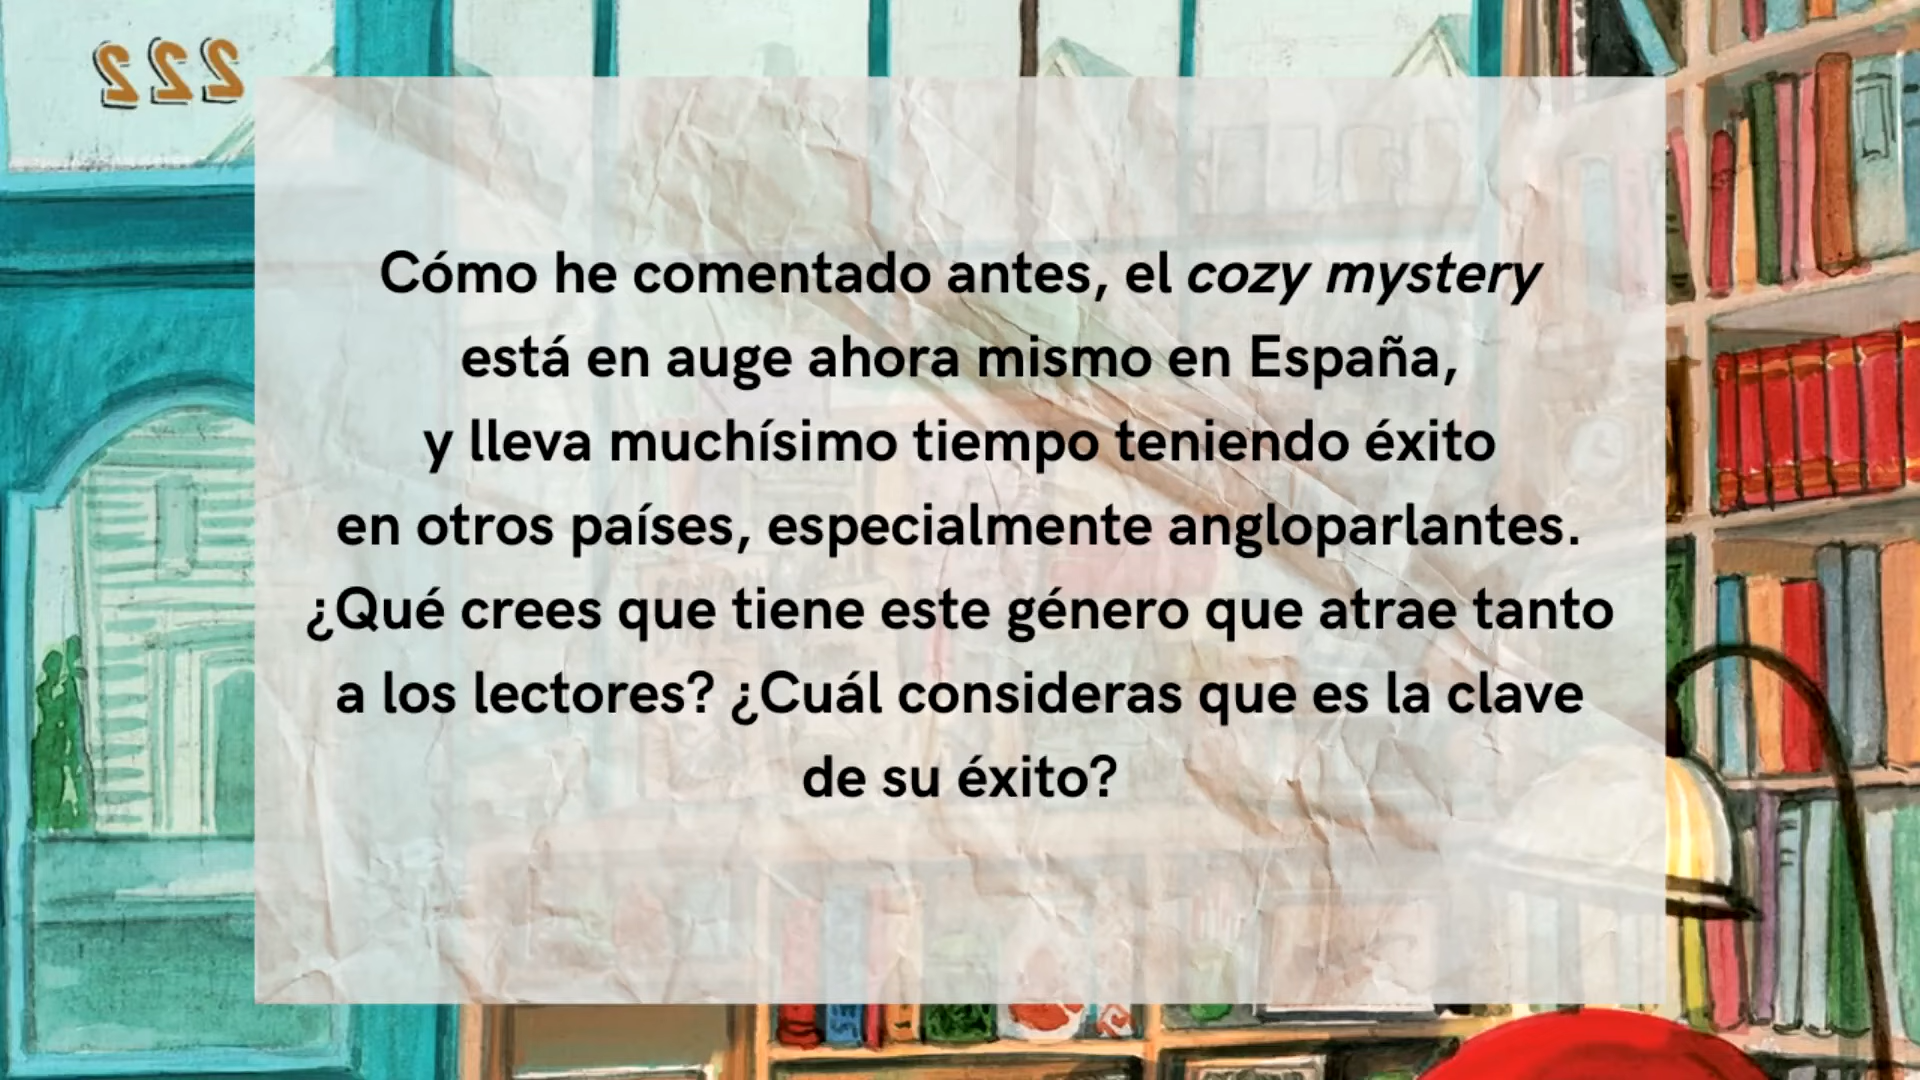 222
Cómo he comentado antes, el cozy mystery
está en auge ahora mismo en España,
y lleva muchísimo tiempo teniendo éxito
en otros países, especialmente angloparlantes.
¿Qué crees que tiene este género que atrae tanto
a los lectores? ¿Cuál consideras que es la clave
de su éxito?